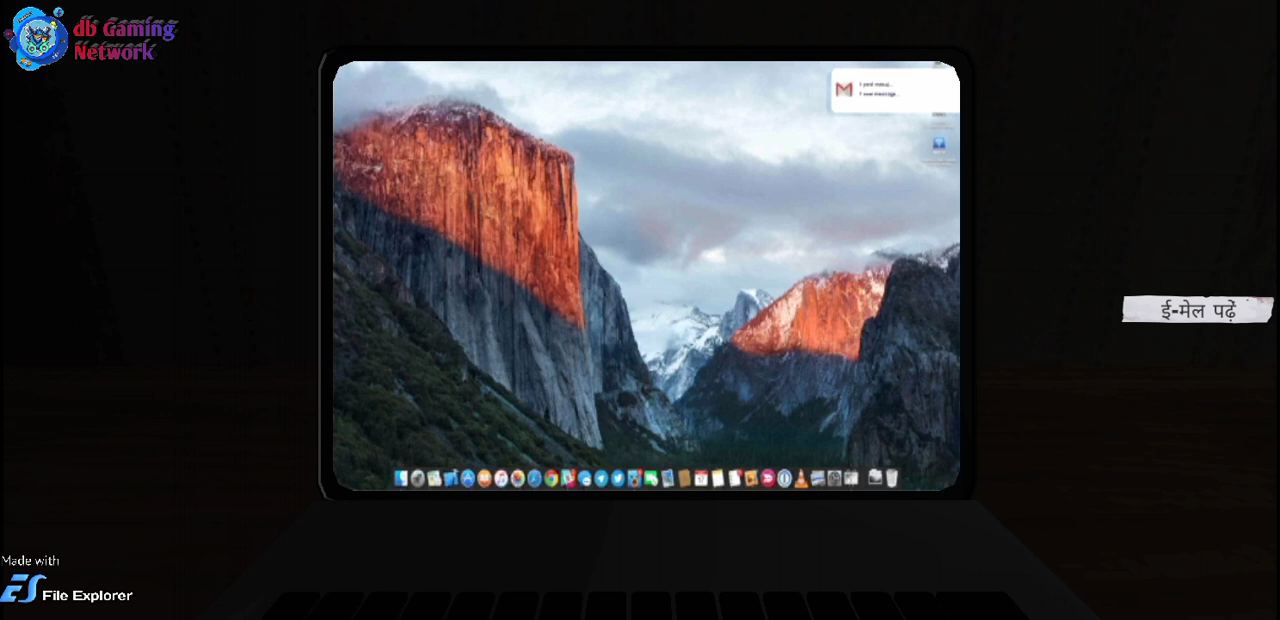 db Gaming
Network
ई-मेल पढ़ें
Made with
ES File Explorer